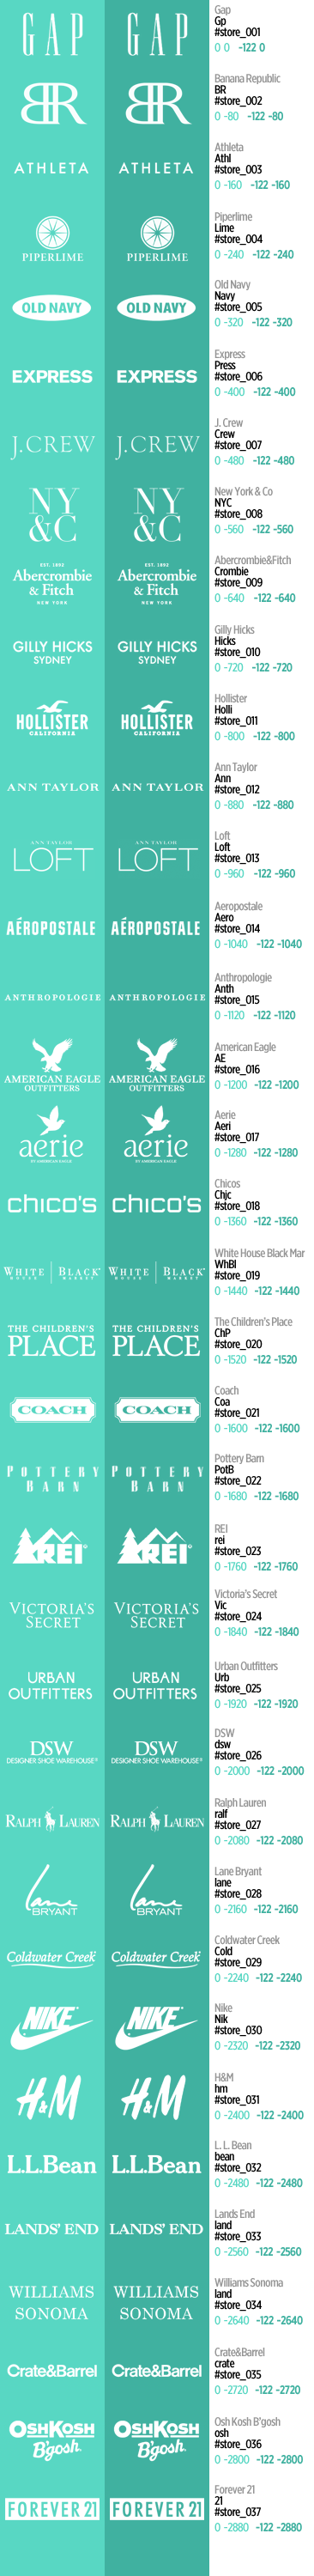 GAP
GAP
Gap
Gp
#store_001
0 0 -122 0
BR
BR
Banana Republic
BR
#store_002
0 -80 -122 -80
ATHLETA
ATHLETA
Athleta
Athl
#store_003
0 -160 -122 -160
PIPERLIME
PIPERLIME
Piperlime
Lime
#store_004
0 -240 -122 -240
OLD NAVY
OLD NAVY
Old Navy
Navy
#store_005
0 -320 -122 -320
EXPRESS
EXPRESS
Express
Press
#store_006
0 -400 -122 -400
J.CREW
J.CREW
J. Crew
Crew
#store_007
0 -480 -122 -480
NY
&C
NY
&C
New York & Co
NYC
#store_008
0 -560 -122 -560
EST. 1892
Abercrombie
& Fitch
NEW YORK
EST. 1892
Abercrombie
& Fitch
NEW YORK
Abercrombie&Fitch
Crombie
#store_009
0 -640 -122 -640
GILLY HICKS
SYDNEY
GILLY HICKS
SYDNEY
Gilly Hicks
Hicks
#store_010
0 -720 -122 -720
HOLLISTER
CALIFORNIA
HOLLISTER
CALIFORNIA
Hollister
Holli
#store_011
0 -800 -122 -800
ANN TAYLOR
ANN TAYLOR
Ann Taylor
Ann
#store_012
0 -880 -122 -880
ANN TAYLOR
LOFT
ANN TAYLOR
LOFT
Loft
Loft
#store_013
0 -960 -122 -960
AÉROPOSTALE
AÉROPOSTALE
Aeropostale
Aero
#store_014
0 -1040 -122 -1040
ANTHROPOLOGIE
ANTHROPOLOGIE
Anthropologie
Anth
#store_015
0 -1120 -122 -1120
AMERICAN EAGLE
OUTFITTERS
AMERICAN EAGLE
OUTFITTERS
American Eagle
AE
#store_016
0 -1200 -122 -1200
aerie
BY AMERICAN EAGLE
aerie
BY AMERICAN EAGLE
Aerie
Aeri
#store_017
0 -1280 -122 -1280
chico's
chico's
Chicos
Chjc
#store_018
0 -1360 -122 -1360
WHITE HOUSE | BLACK MARKET
WHITE HOUSE | BLACK MARKET
White House Black Mar
WhBl
#store_019
0 -1440 -122 -1440
THE CHILDREN'S
PLACE
THE CHILDREN'S
PLACE
The Children's Place
ChP
#store_020
0 -1520 -122 -1520
COACH
COACH
Coach
Coa
#store_021
0 -1600 -122 -1600
POTTERY
BARN
POTTERY
BARN
Pottery Barn
PotB
#store_022
0 -1680 -122 -1680
REI®
REI®
REI
rei
#store_023
0 -1760 -122 -1760
VICTORIA'S
SECRET
VICTORIA'S
SECRET
Victoria's Secret
Vic
#store_024
0 -1840 -122 -1840
URBAN
OUTFITTERS
URBAN
OUTFITTERS
Urban Outfitters
Urb
#store_025
0 -1920 -122 -1920
DSW
DESIGNER SHOE WAREHOUSE®
DSW
DESIGNER SHOE WAREHOUSE®
DSW
dsw
#store_026
0 -2000 -122 -2000
RALPH LAUREN
RALPH LAUREN
Ralph Lauren
ralf
#store_027
0 -2080 -122 -2080
Lane
BRYANT
Lane
BRYANT
Lane Bryant
lane
#store_028
0 -2160 -122 -2160
Coldwater Creek
Coldwater Creek
Coldwater Creek
Cold
#store_029
0 -2240 -122 -2240
NIKE
NIKE
Nike
Nik
#store_030
0 -2320 -122 -2320
H&M
H&M
H&M
hm
#store_031
0 -2400 -122 -2400
L.L.Bean
L.L.Bean
L. L. Bean
bean
#store_032
0 -2480 -122 -2480
LANDS' END
LANDS' END
Lands End
land
#store_033
0 -2560 -122 -2560
WILLIAMS
SONOMA
WILLIAMS
SONOMA
Williams Sonoma
land
#store_034
0 -2640 -122 -2640
Crate&Barrel
Crate&Barrel
Crate&Barrel
crate
#store_035
0 -2720 -122 -2720
OSHKOSH
B'gosh
OSHKOSH
B'gosh
Osh Kosh B'gosh
osh
#store_036
0 -2800 -122 -2800
FOREVER 21
FOREVER 21
Forever 21
21
#store_037
0 -2880 -122 -2880